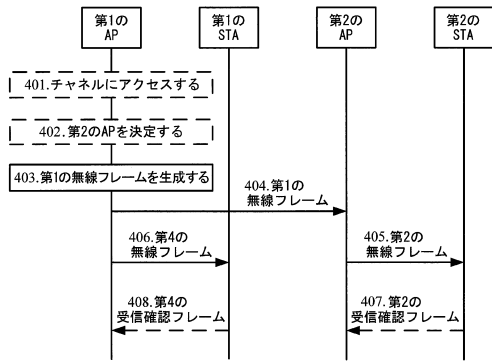 第1の
AP
第1の
STA
第2の
AP
第2の
STA
401.チャネルにアクセスする
402.第2のAPを決定する
403.第1の無線フレームを生成する
404.第1の
無線フレーム
406.第4の
無線フレーム
405.第2の
無線フレーム
408.第4の
受信確認フレーム
407.第2の
受信確認フレーム